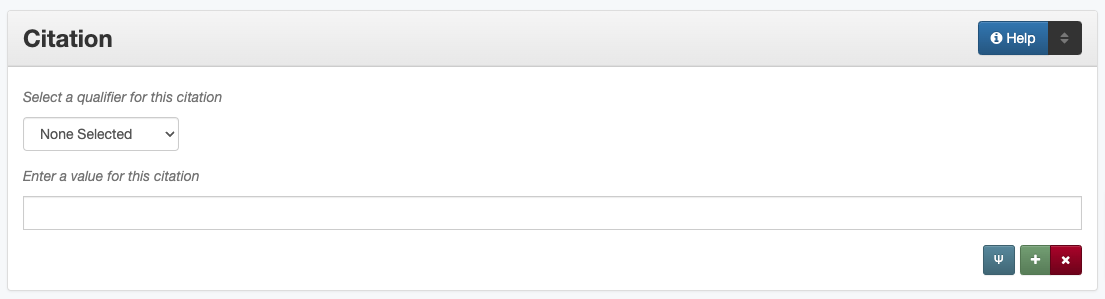 Citation
Help
Select a qualifier for this citation
None Selected
Enter a value for this citation
Ψ